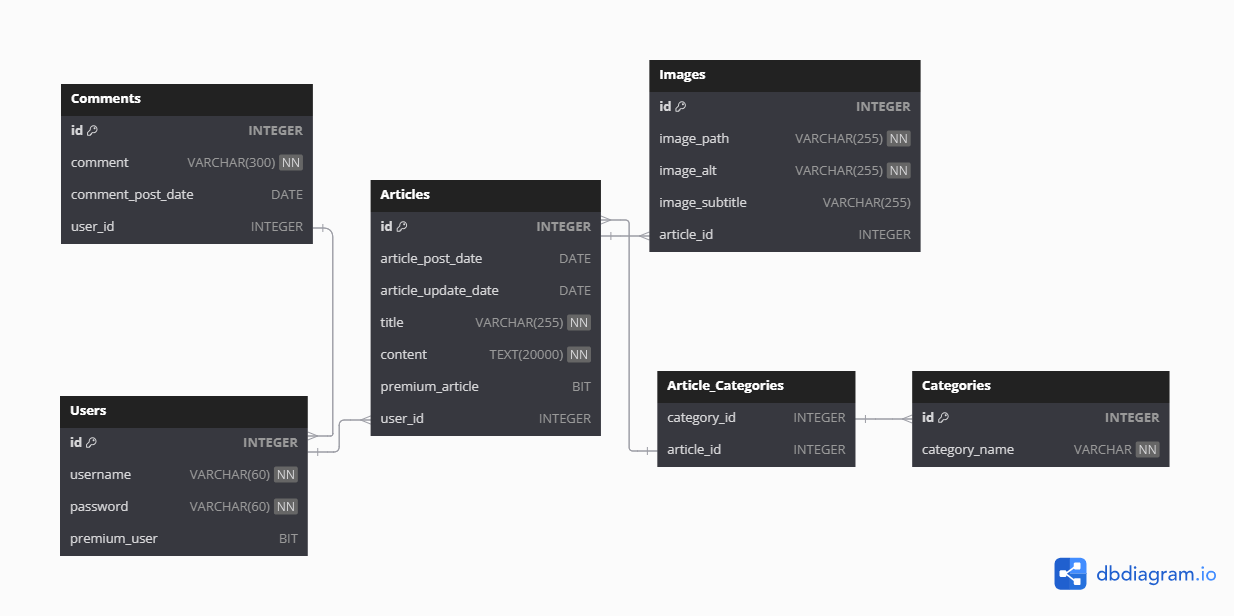 Comments
id INTEGER
comment VARCHAR(300) NN
comment_post_date DATE
user_id INTEGER
Users
id INTEGER
username VARCHAR(60) NN
password VARCHAR(60) NN
premium_user BIT
Articles
id INTEGER
article_post_date DATE
article_update_date DATE
title VARCHAR(255) NN
content TEXT(20000) NN
premium_article BIT
user_id INTEGER
Images
id INTEGER
image_path VARCHAR(255) NN
image_alt VARCHAR(255) NN
image_subtitle VARCHAR(255)
article_id INTEGER
Article_Categories
category_id INTEGER
article_id INTEGER
Categories
id INTEGER
category_name VARCHAR NN
dbdiagram.io